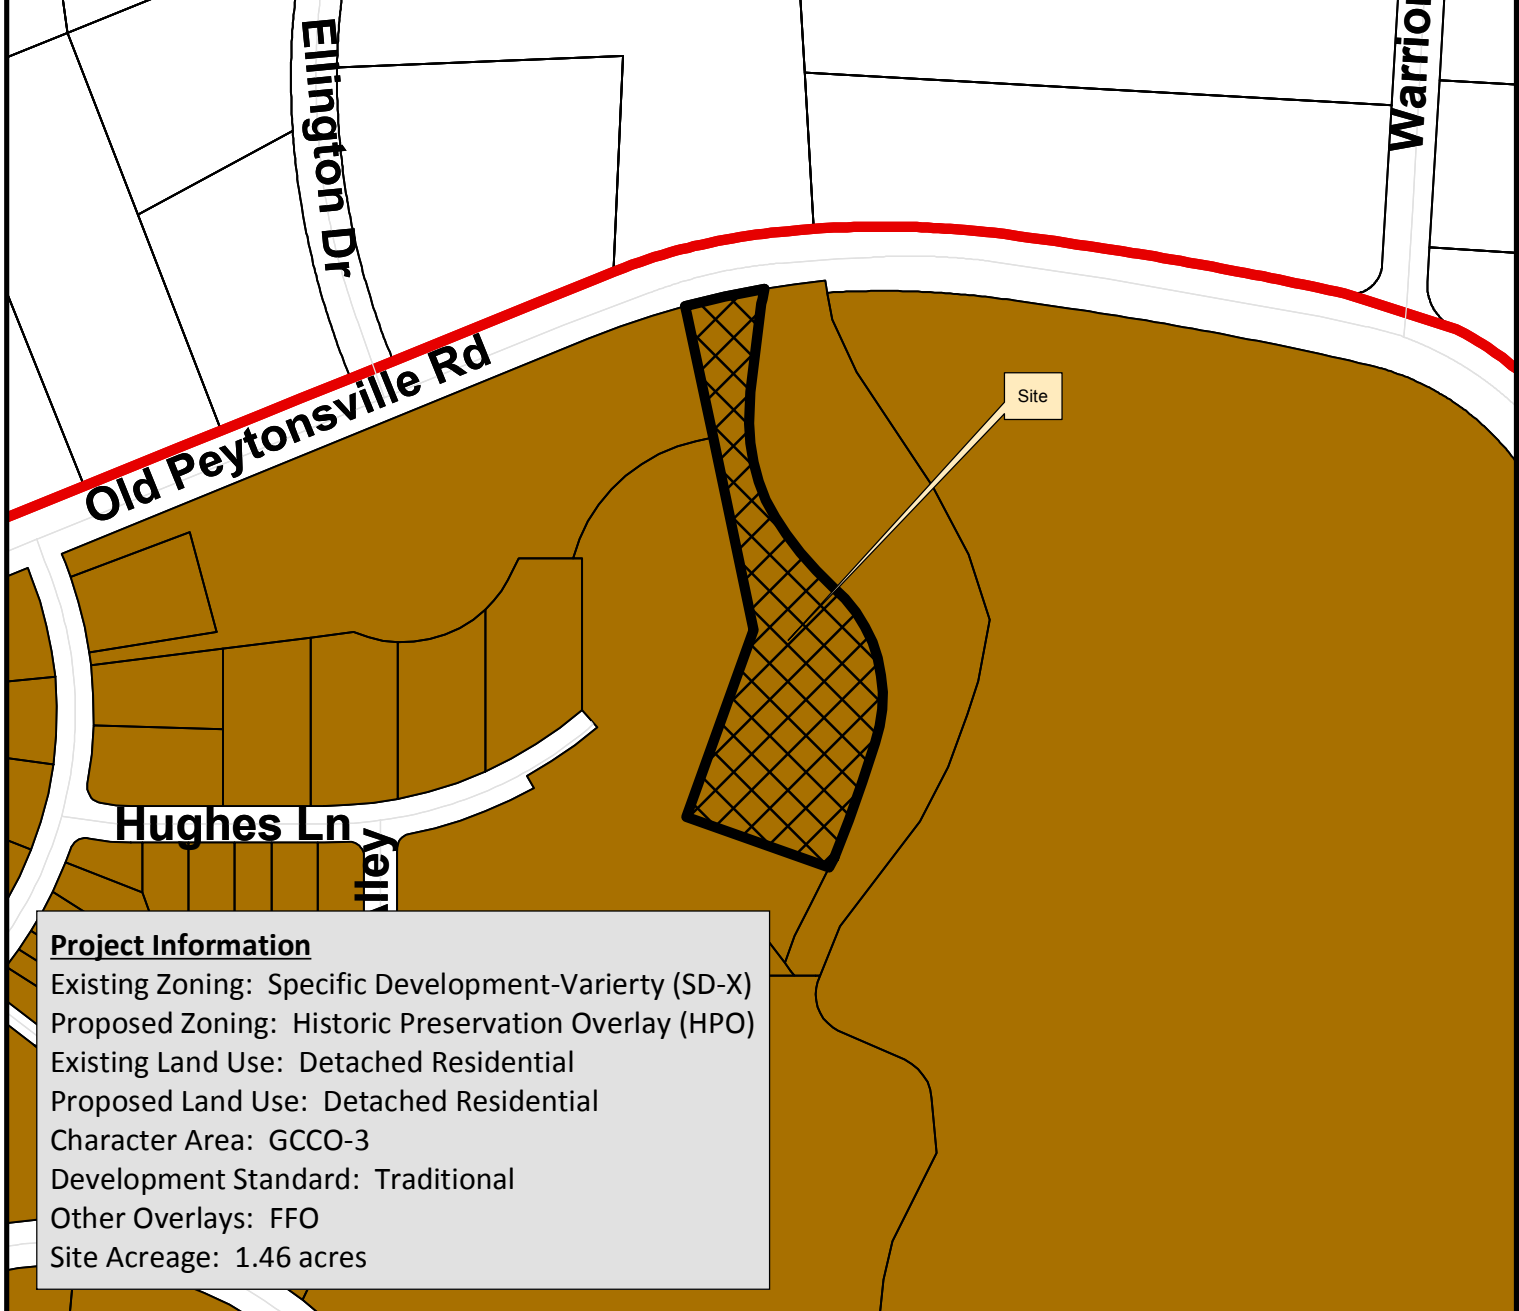 Ellington Dr
Warrior
Old Peytonsville Rd
Site
Hughes Ln
Alley
Project Information
Existing Zoning: Specific Development-Varierty (SD-X)
Proposed Zoning: Historic Preservation Overlay (HPO)
Existing Land Use: Detached Residential
Proposed Land Use: Detached Residential
Character Area: GCCO-3
Development Standard: Traditional
Other Overlays: FFO
Site Acreage: 1.46 acres